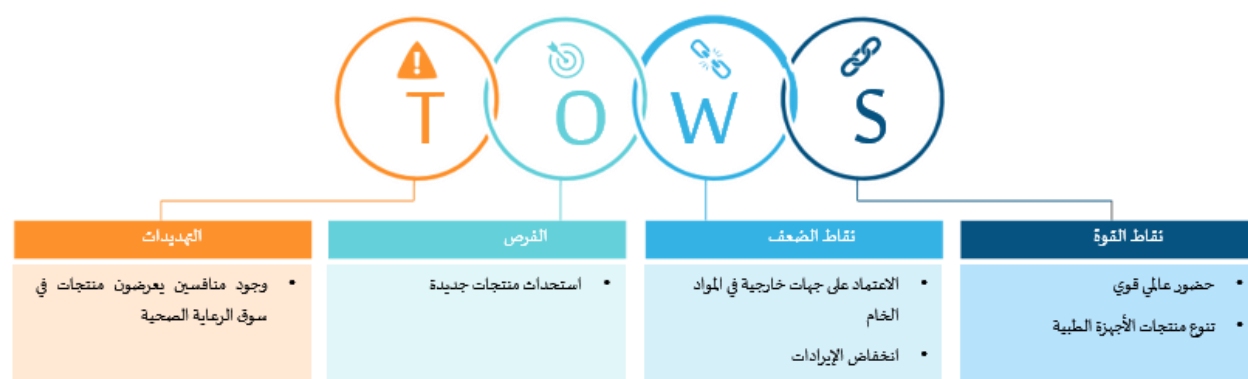 S
W
O
T
نقاط القوة
حضور عالمي قوي
تنوع منتجات الأجهزة الطبية
نقاط الضعف
الاعتماد على جهات خارجية في المواد
الخام
انخفاض الإيرادات
الفرص
استحداث منتجات جديدة
التهديدات
وجود منافسين يعرضون منتجات في
سوق الرعاية الصحية